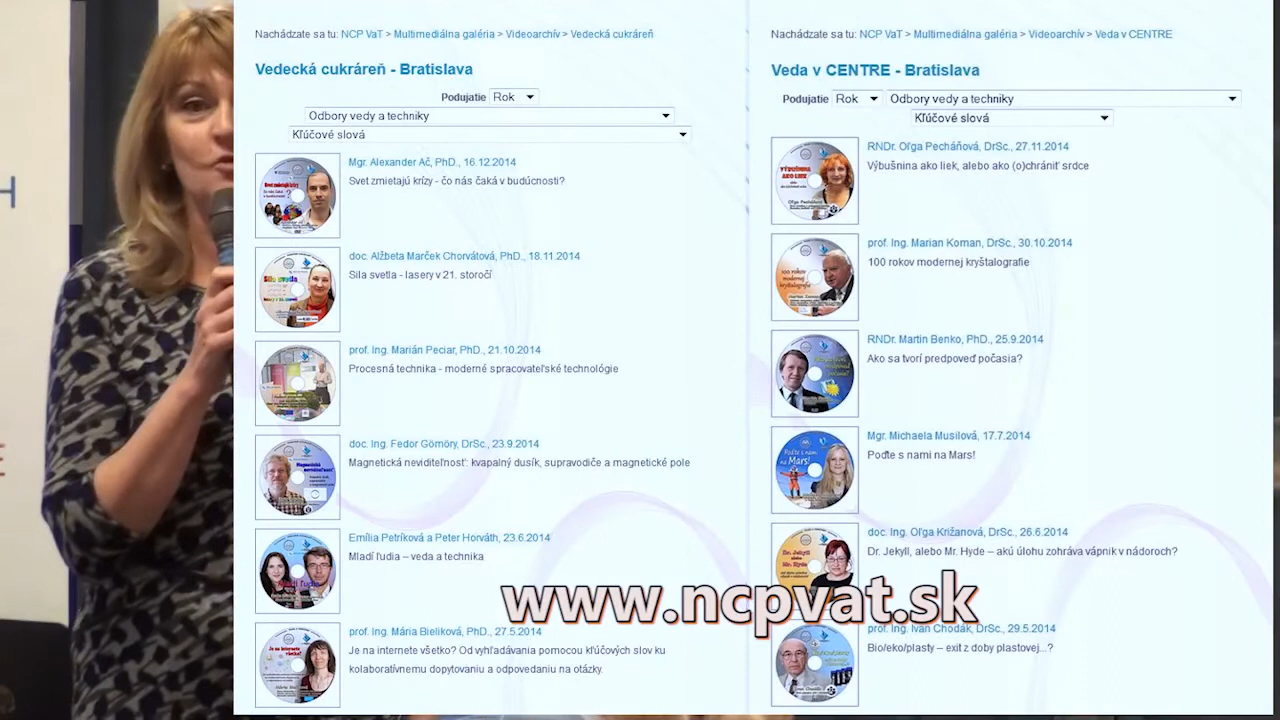 Nachádzate sa tu: NCP VaT > Multimediálna galéria > Videoarchív > Vedecká cukráreň
Vedecká cukráreň - Bratislava
Podujatie Rok
Odbory vedy a techniky
Kľúčové slová
Mgr. Alexander Ač, PhD., 16.12.2014
Svet zmietajú krízy - čo nás čaká v budúcnosti?
doc. Alžbeta Marček Chorvátová, PhD., 18.11.2014
Sila svetla - lasery v 21. storočí
prof. Ing. Marián Peciar, PhD., 21.10.2014
Procesná technika - moderné spracovateľské technológie
doc. Ing. Fedor Gömöry, DrSc., 23.9.2014
Magnetická neviditeľnosť: kvapalný dusík, supravodiče a magnetické pole
Emília Petríková a Peter Horváth, 23.6.2014
Mladí ľudia – veda a technika
prof. Ing. Mária Bieliková, PhD., 27.5.2014
Je na internete všetko? Od vyhľadávania pomocou kľúčových slov ku
kolaboratívnemu dopytovaniu a odpovedaniu na otázky.
Nachádzate sa tu: NCP VaT > Multimediálna galéria > Videoarchív > Veda v CENTRE
Veda v CENTRE - Bratislava
Podujatie Rok Odbory vedy a techniky
Kľúčové slová
RNDr. Oľga Pecháňová, DrSc., 27.11.2014
Výbušnina ako liek, alebo ako (o)chrániť srdce
prof. Ing. Marian Koman, DrSc., 30.10.2014
100 rokov modernej kryštalografie
RNDr. Martin Benko, PhD., 25.9.2014
Ako sa tvorí predpoveď počasia?
Mgr. Michaela Musilová, 17.7.2014
Poďte s nami na Mars!
doc. Ing. Oľga Križanová, DrSc., 26.6.2014
Dr. Jekyll, alebo Mr. Hyde – akú úlohu zohráva vápnik v nádoroch?
prof. Ing. Ivan Chodák, DrSc., 29.5.2014
Bio/eko/plasty – exit z doby plastovej...?
www.ncpvat.sk